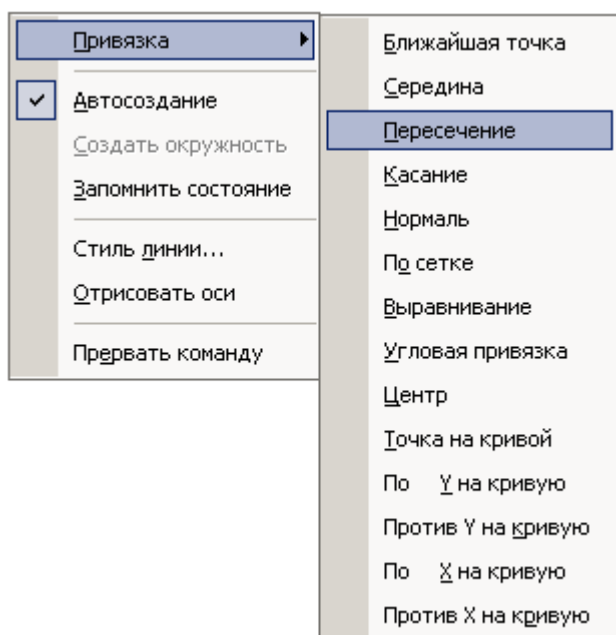 Привязка
Автосоздание
Создать окружность
Запомнить состояние
Стиль линии...
Отрисовать оси
Прервать команду
Ближайшая точка
Середина
Пересечение
Касание
Нормаль
По сетке
Выравнивание
Угловая привязка
Центр
Точка на кривой
По Y на кривую
Против Y на кривую
По X на кривую
Против X на кривую